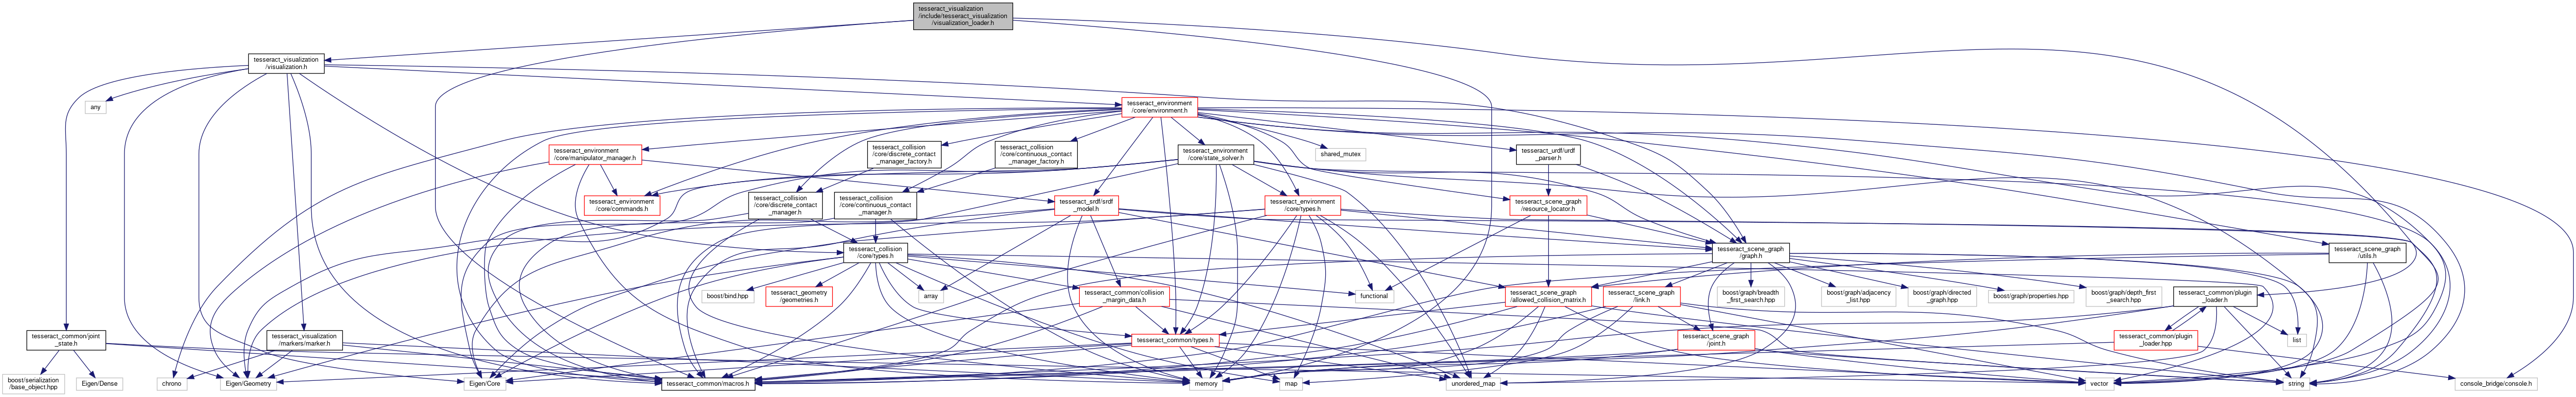 tesseract_visualization
/include/tesseract_visualization
/visualization_loader.h
tesseract_visualization
/visualization.h
any
tesseract_environment
/core/environment.h
tesseract_environment
/core/manipulator_manager.h
tesseract_collision
/core/discrete_contact
_manager_factory.h
tesseract_collision
/core/continuous_contact
_manager_factory.h
tesseract_environment
/core/state_solver.h
shared_mutex
tesseract_urdf/urdf
_parser.h
tesseract_environment
/core/commands.h
tesseract_collision
/core/discrete_contact
_manager.h
tesseract_collision
/core/continuous_contact
_manager.h
tesseract_srdf/srdf
_model.h
tesseract_environment
/core/types.h
tesseract_scene_graph
/resource_locator.h
tesseract_collision
/core/types.h
tesseract_scene_graph
/graph.h
tesseract_scene_graph
/utils.h
boost/bind.hpp
tesseract_geometry
/geometries.h
array
tesseract_common/collision
_margin_data.h
functional
tesseract_scene_graph
/allowed_collision_matrix.h
tesseract_scene_graph
/link.h
boost/graph/breadth
_first_search.hpp
boost/graph/adjacency
_list.hpp
boost/graph/directed
_graph.hpp
boost/graph/properties.hpp
boost/graph/depth_first
_search.hpp
tesseract_common/plugin
_loader.h
tesseract_common/joint
_state.h
tesseract_visualization
/markers/marker.h
tesseract_common/types.h
tesseract_scene_graph
/joint.h
tesseract_common/plugin
_loader.hpp
list
boost/serialization
/base_object.hpp
Eigen/Dense
chrono
Eigen/Geometry
Eigen/Core
tesseract_common/macros.h
memory
map
unordered_map
vector
string
console_bridge/console.h